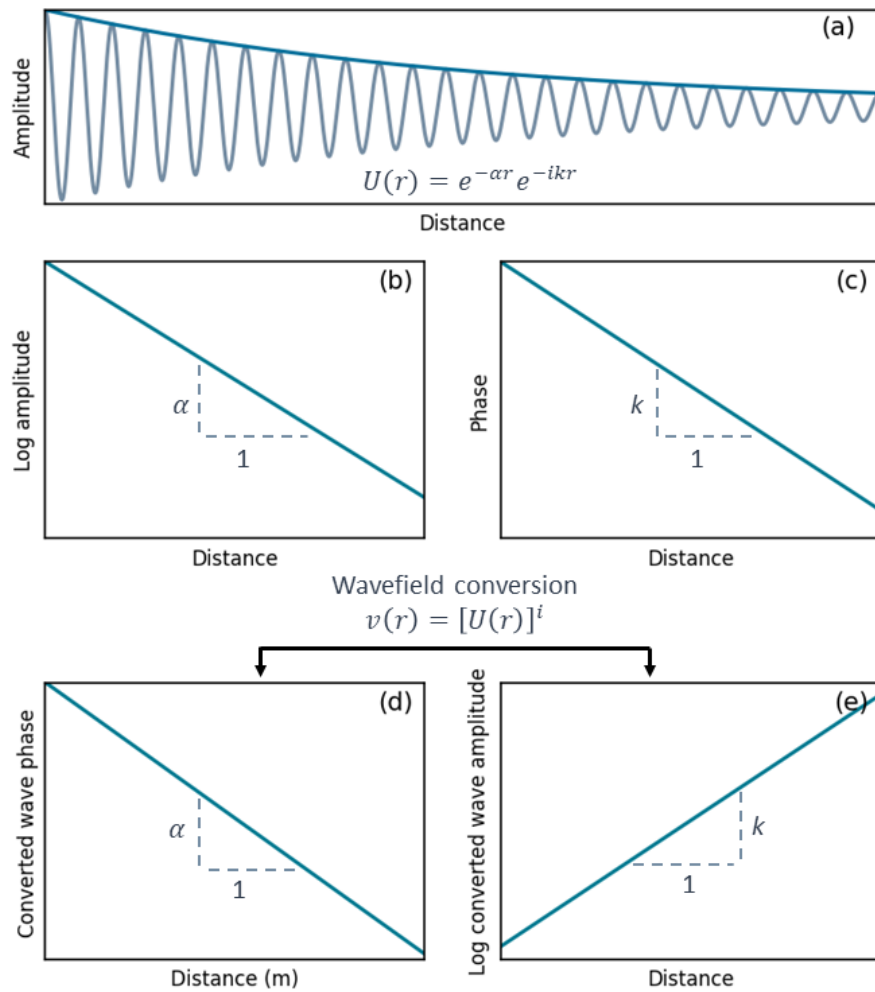 (a)
Amplitude
U(r) = e^{-αr} e^{-ikr}
Distance
(b)
Log amplitude
α
1
Distance
(c)
Phase
k
1
Distance
Wavefield conversion
v(r) = [U(r)]^i
(d)
Converted wave phase
α
1
Distance (m)
(e)
Log converted wave amplitude
k
1
Distance